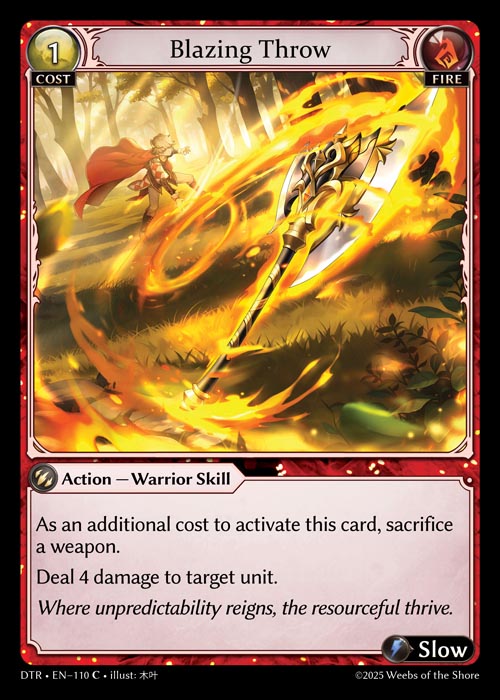 1
Blazing Throw
COST
FIRE
Action — Warrior Skill
As an additional cost to activate this card, sacrifice
a weapon.
Deal 4 damage to target unit.
Where unpredictability reigns, the resourceful thrive.
Slow
DTR • EN–110 C • illust: 木叶
©2025 Weebs of the Shore